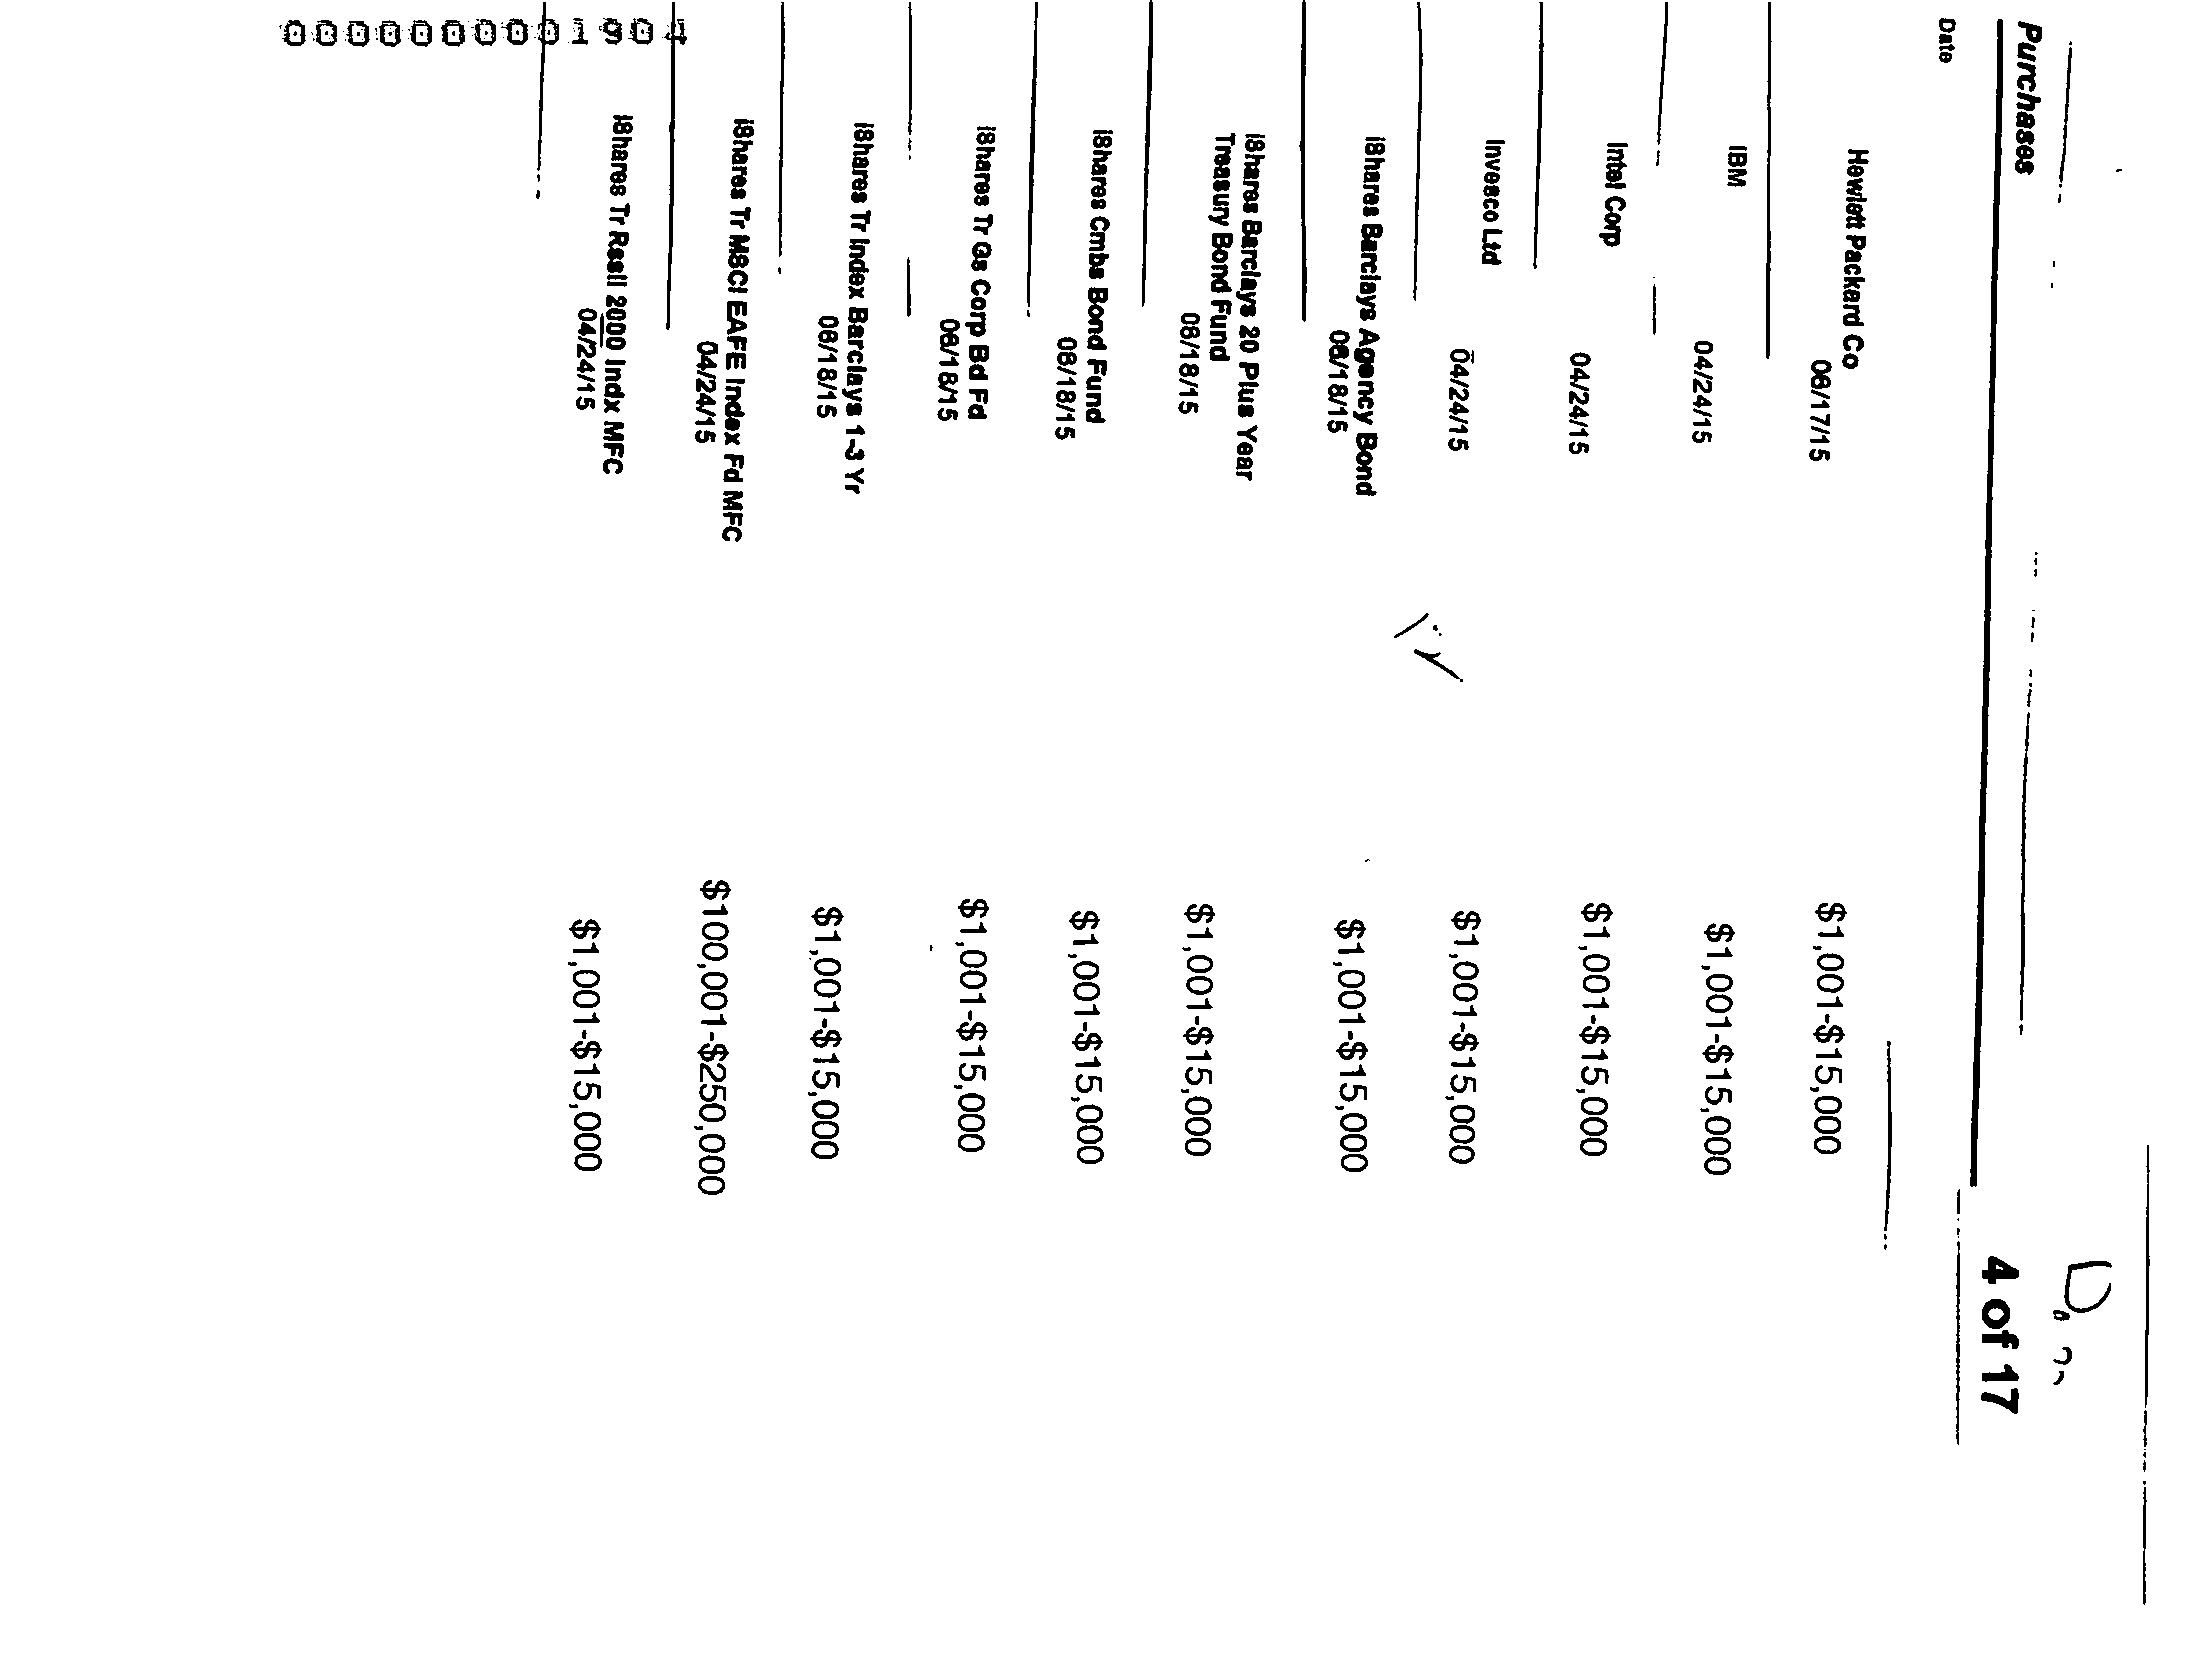 4 of 17
Purchases
Date
Hewlett Packard Co
06/17/15
$1,001-$15,000
IBM
04/24/15
$1,001-$15,000
Intel Corp
04/24/15
$1,001-$15,000
Invesco Ltd
04/24/15
$1,001-$15,000
iShares Barclays Agency Bond
06/18/15
$1,001-$15,000
iShares Barclays 20 Plus Year
Treasury Bond Fund
06/18/15
$1,001-$15,000
iShares Cmbs Bond Fund
06/18/15
$1,001-$15,000
iShares Tr Gs Corp Bd Fd
06/18/15
$1,001-$15,000
iShares Tr Index Barclays 1-3 Yr
06/18/15
$1,001-$15,000
iShares Tr MSCI EAFE Index Fd MFC
04/24/15
$100,001-$250,000
iShares Tr Rssll 2000 Indx MFC
04/24/15
$1,001-$15,000